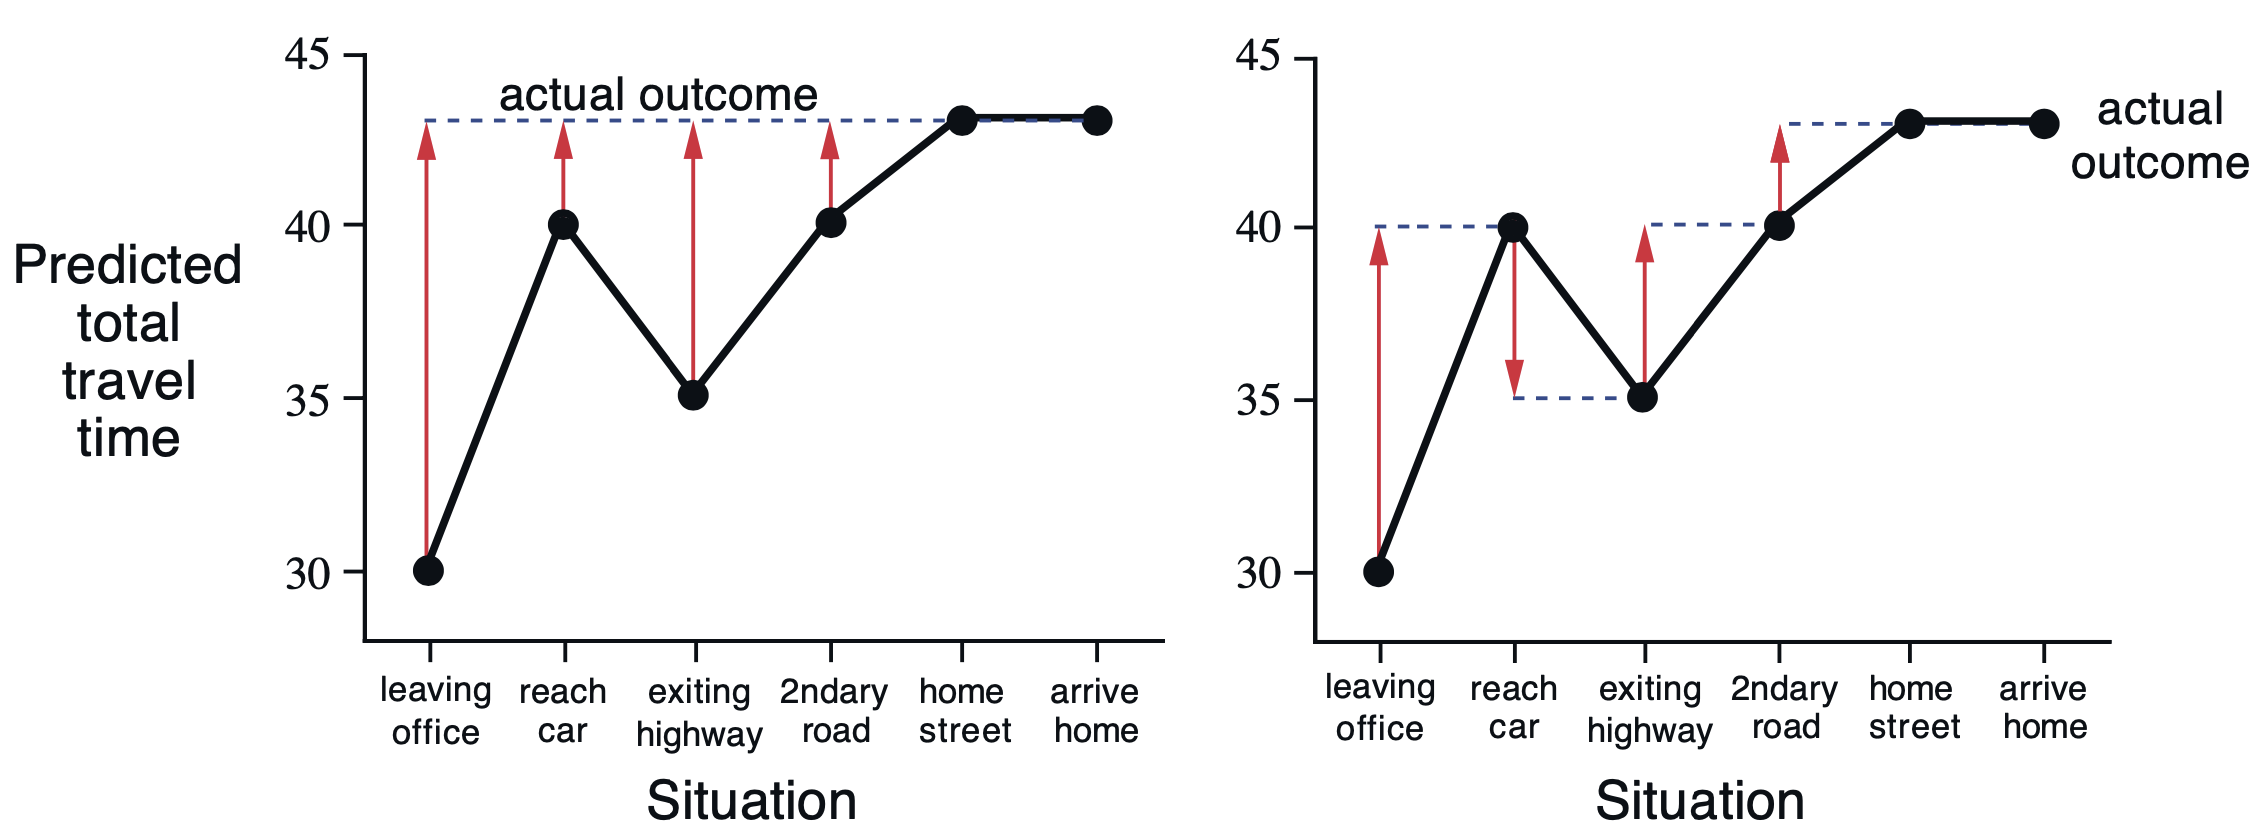 45
40
35
30
actual outcome
Predicted
total
travel
time
leaving
office
reach
car
exiting
highway
2ndary
road
home
street
arrive
home
Situation
45
40
35
30
actual
outcome
leaving
office
reach
car
exiting
highway
2ndary
road
home
street
arrive
home
Situation